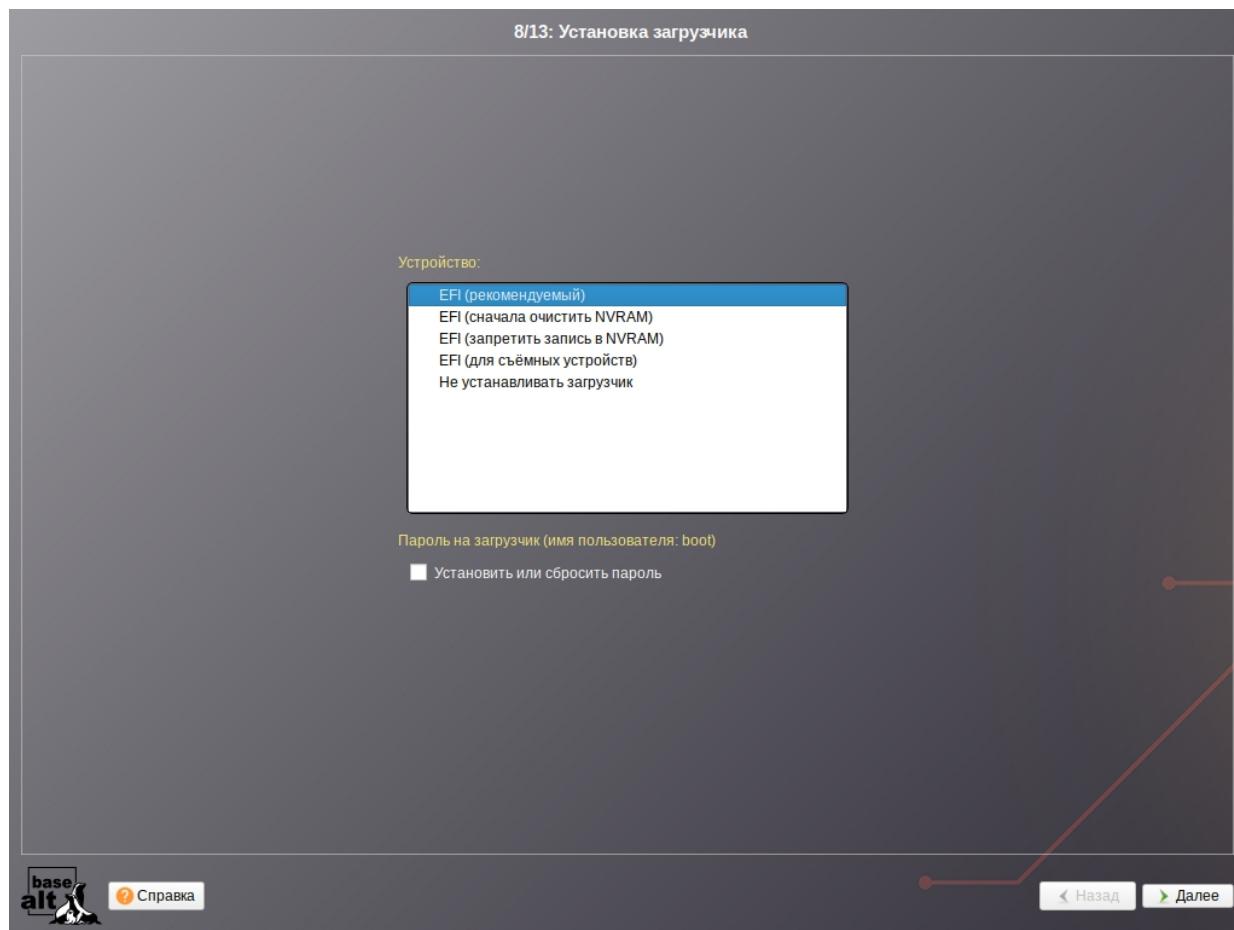 8/13: Установка загрузчика
Устройство:
EFI (рекомендуемый)
EFI (сначала очистить NVRAM)
EFI (запретить запись в NVRAM)
EFI (для съёмных устройств)
Не устанавливать загрузчик
Пароль на загрузчик (имя пользователя: boot)
Установить или сбросить пароль
base
alt
Справка
Назад
Далее